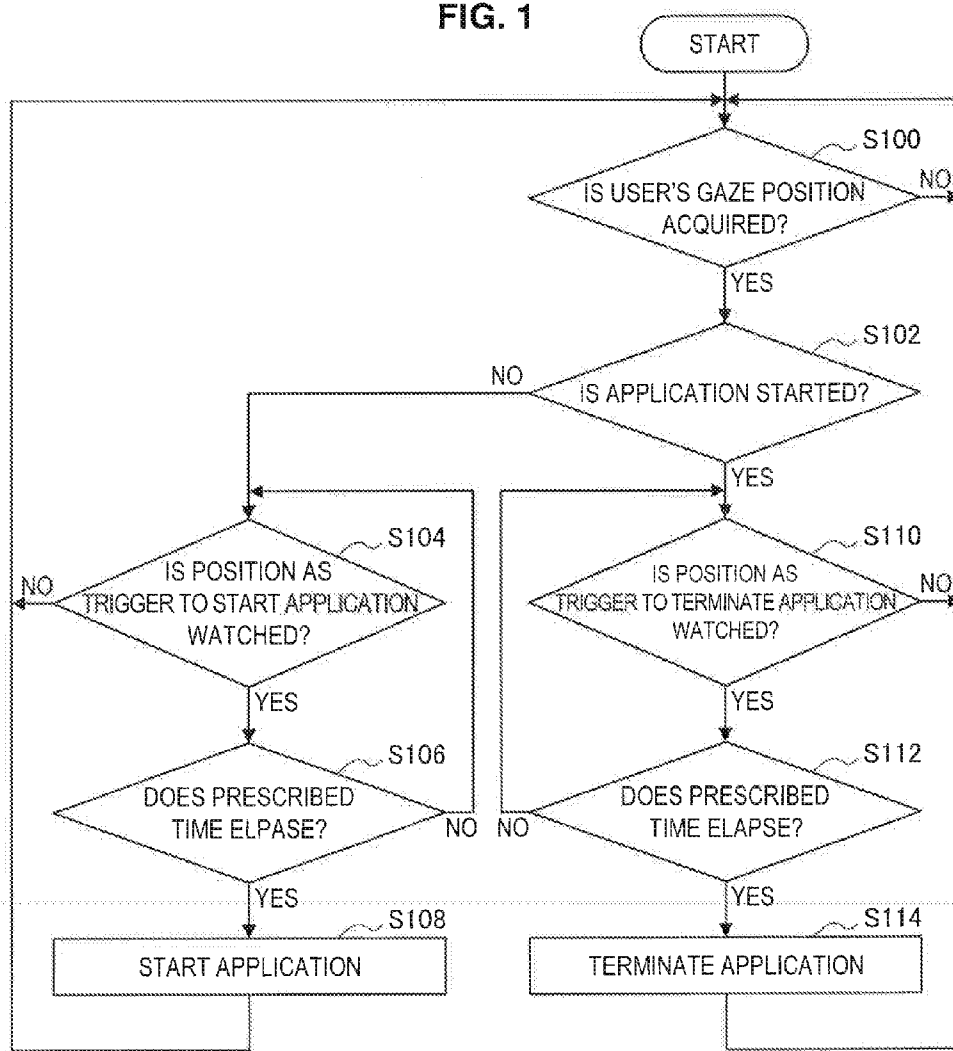 FIG. 1
START
S100
IS USER'S GAZE POSITION
ACQUIRED?
NO
YES
S102
IS APPLICATION STARTED?
NO
YES
S104
IS POSITION AS
TRIGGER TO START APPLICATION
WATCHED?
NO
YES
S110
IS POSITION AS
TRIGGER TO TERMINATE APPLICATION
WATCHED?
NO
YES
S106
DOES PRESCRIBED
TIME ELPASE?
NO
YES
S112
DOES PRESCRIBED
TIME ELAPSE?
NO
YES
S108
START APPLICATION
S114
TERMINATE APPLICATION